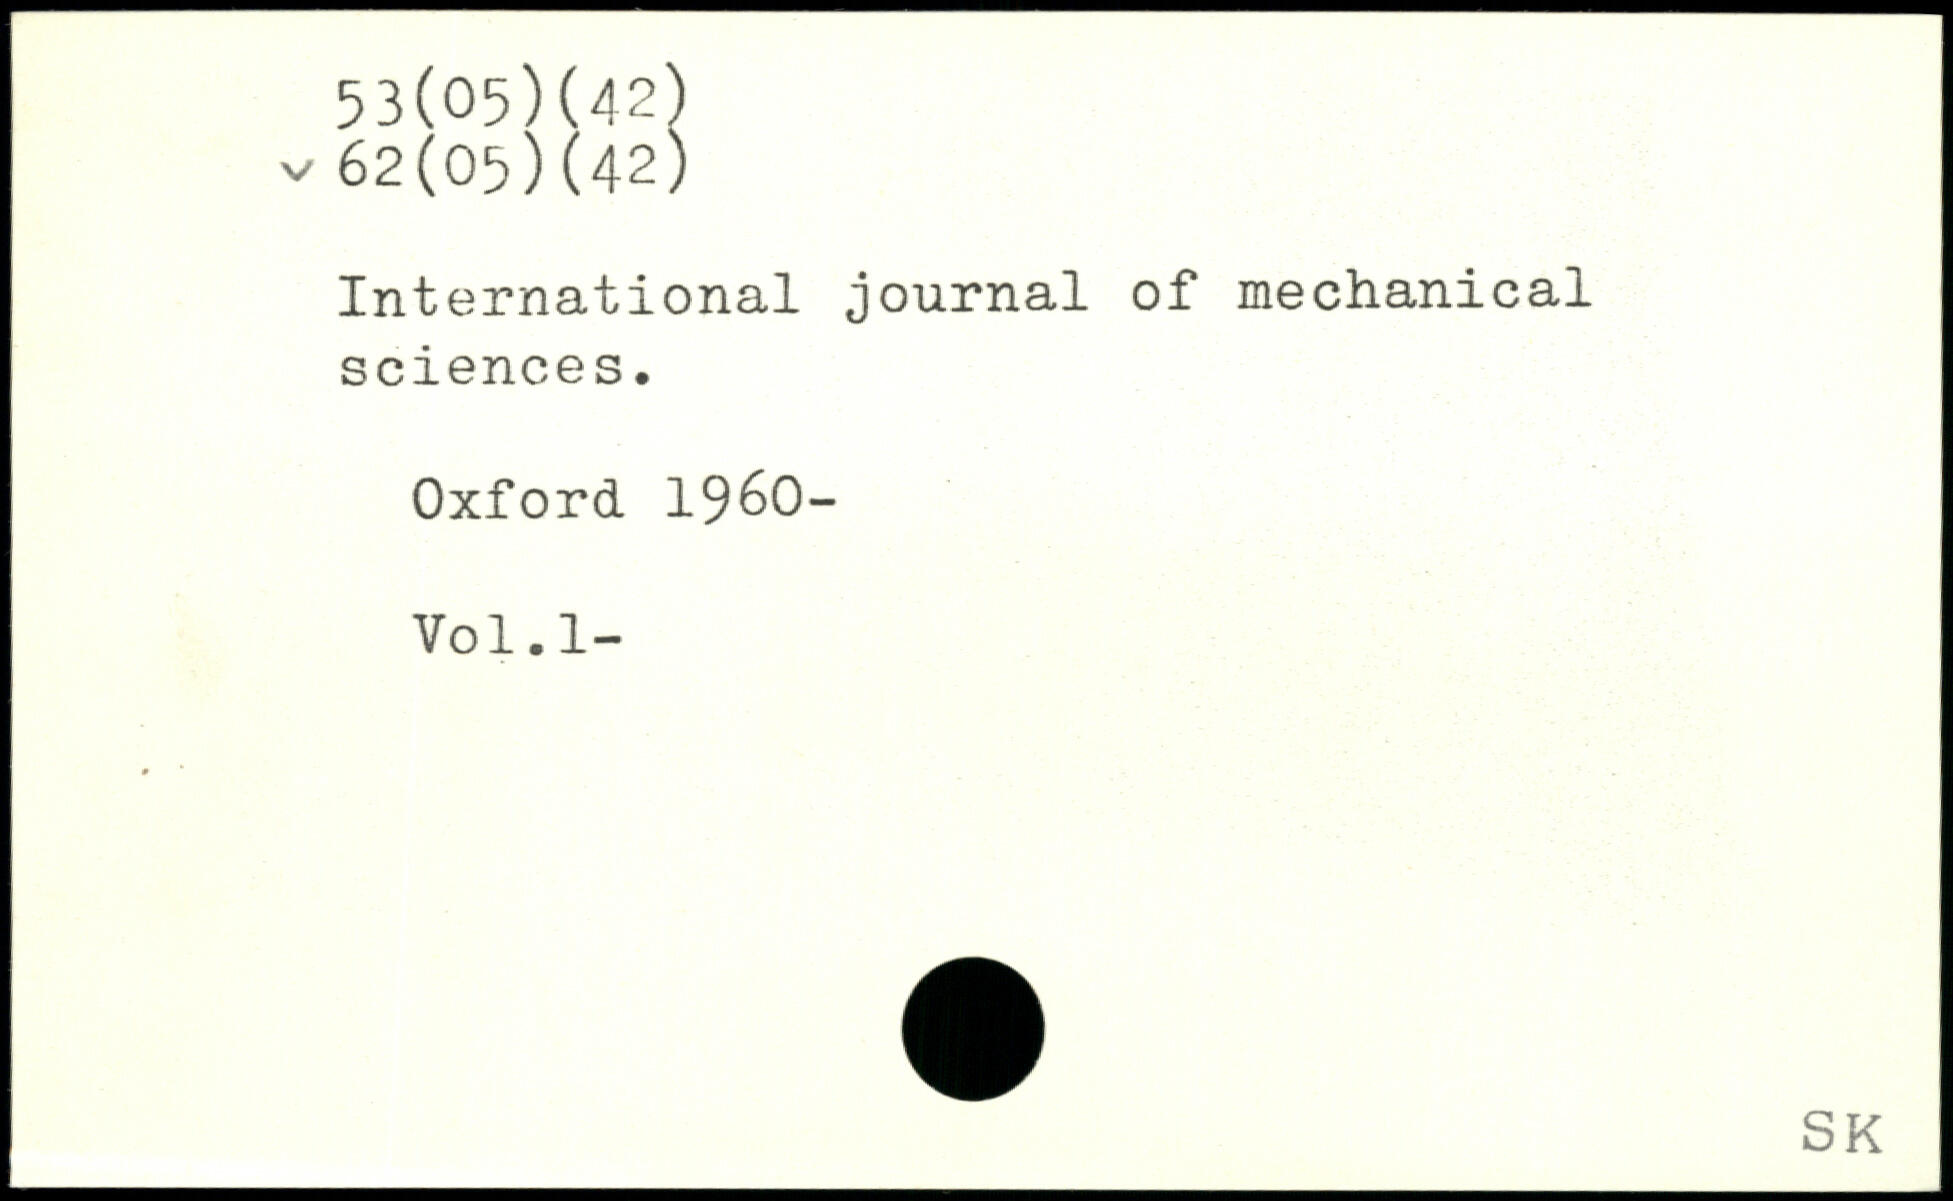 53(05)(42)
✓ 62(05)(42)
International journal of mechanical
sciences.
Oxford 1960-
Vol.1-
SK